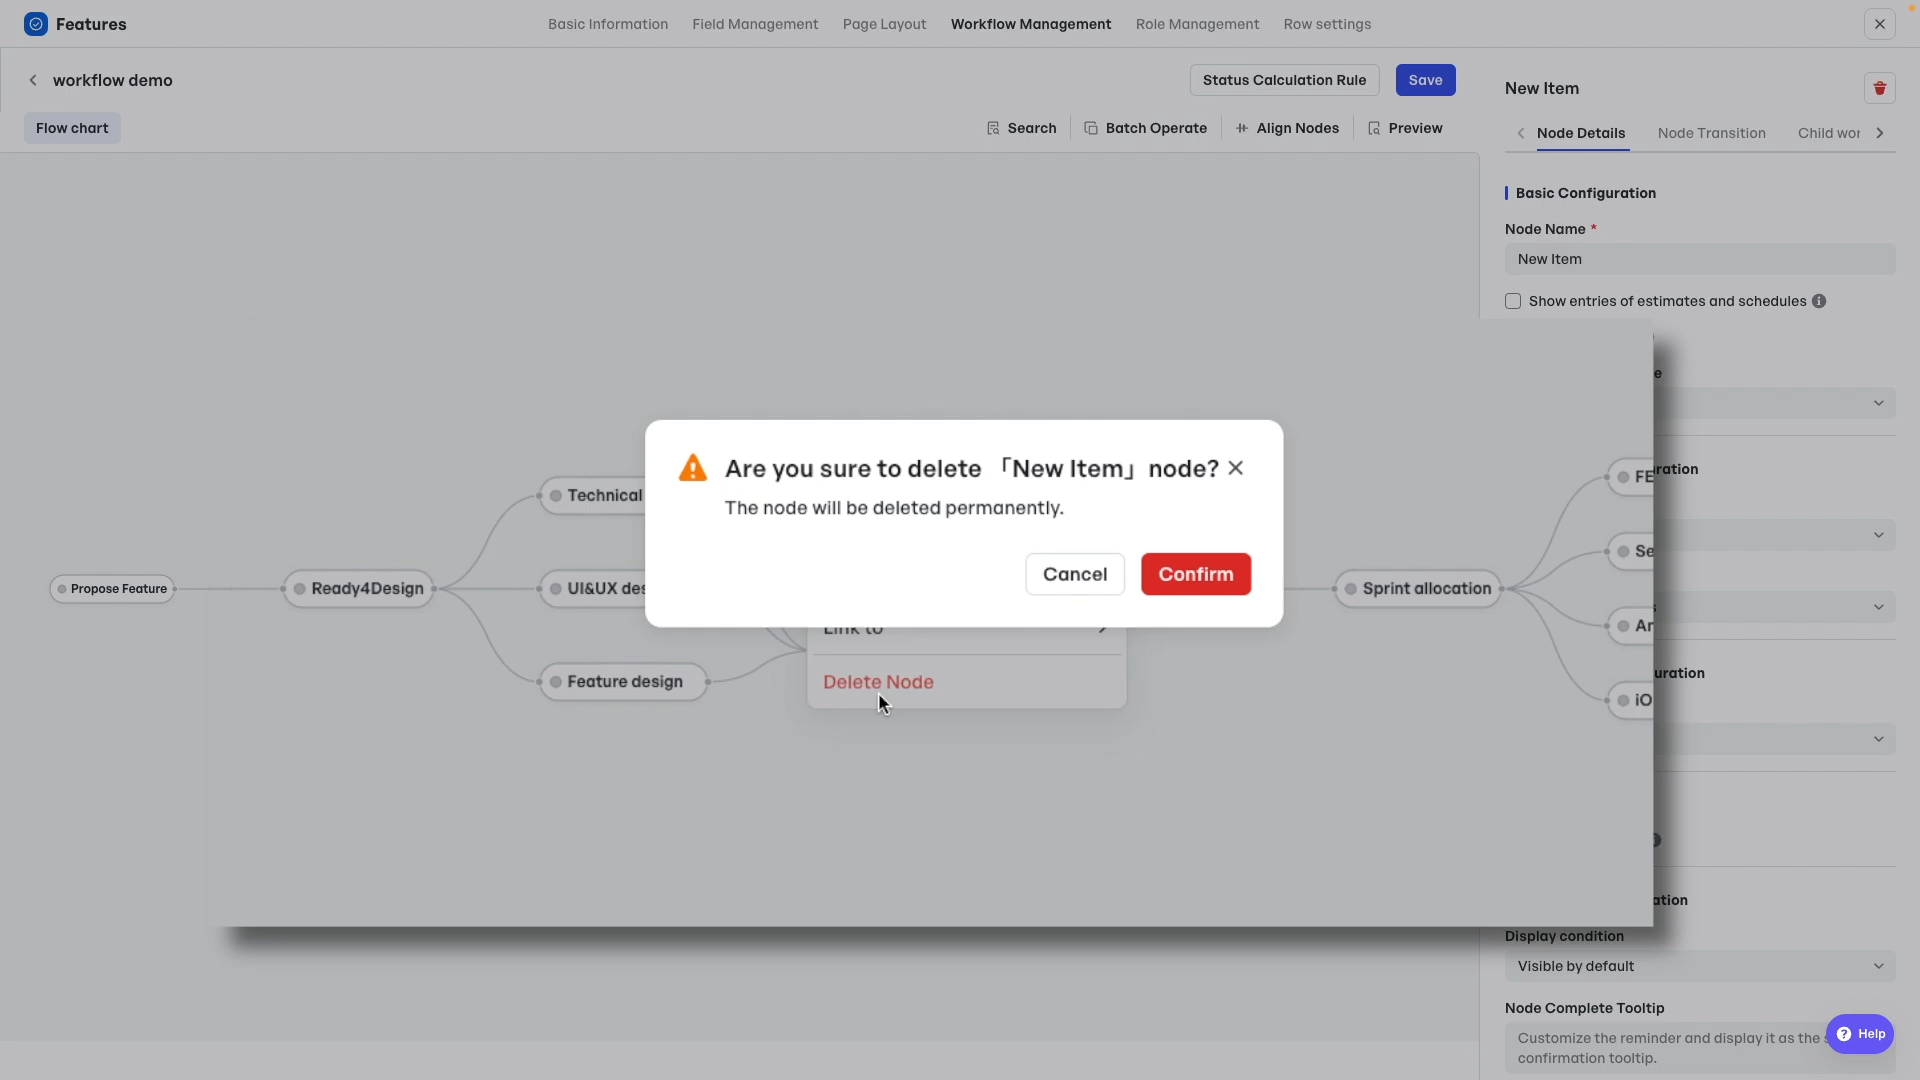 Features
Basic Information
Field Management
Page Layout
Workflow Management
Role Management
Row settings
workflow demo
Status Calculation Rule
Save
New Item
Flow chart
Search
Batch Operate
Align Nodes
Preview
Node Details
Node Transition
Child wor
Basic Configuration
Node Name *
New Item
Show entries of estimates and schedules
Are you sure to delete 「New Item」 node?
The node will be deleted permanently.
Cancel
Confirm
Technical
Propose Feature
Ready4Design
UI&UX des
Sprint allocation
FE
Se
Feature design
Link to
Delete Node
Display condition
Visible by default
Node Complete Tooltip
Customize the reminder and display it as the
confirmation tooltip.
Help